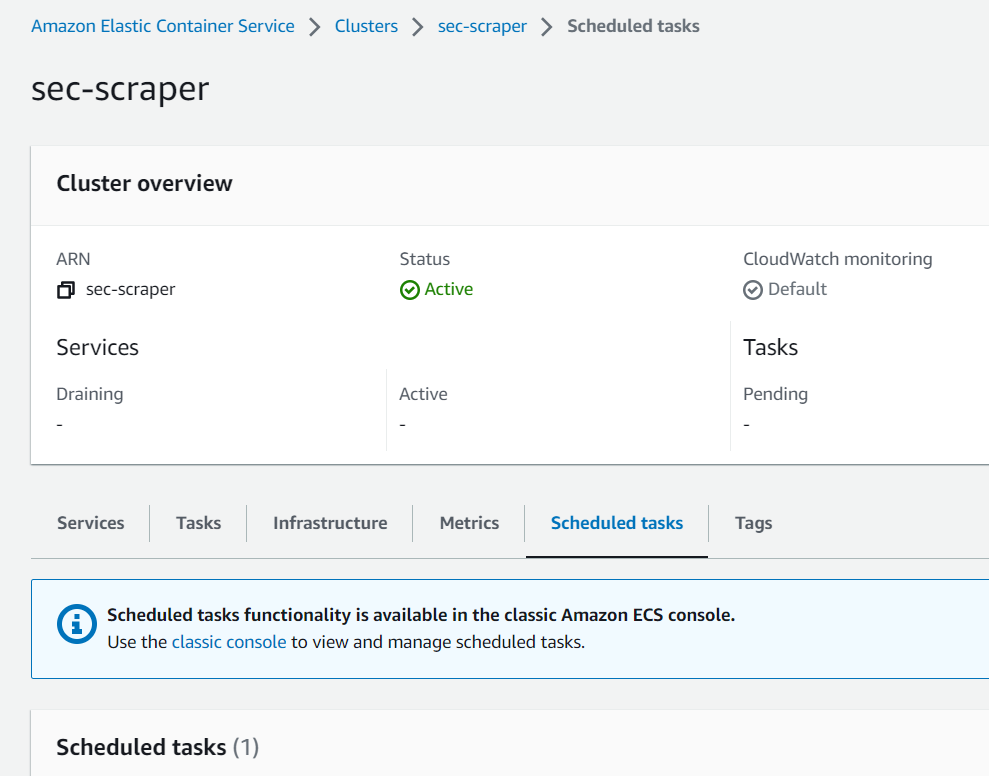 Amazon Elastic Container Service > Clusters > sec-scraper > Scheduled tasks
sec-scraper
Cluster overview
ARN Status CloudWatch monitoring
sec-scraper Active Default
Services Tasks
Draining Active Pending
- - -
Services Tasks Infrastructure Metrics Scheduled tasks Tags
Scheduled tasks functionality is available in the classic Amazon ECS console.
Use the classic console to view and manage scheduled tasks.
Scheduled tasks (1)